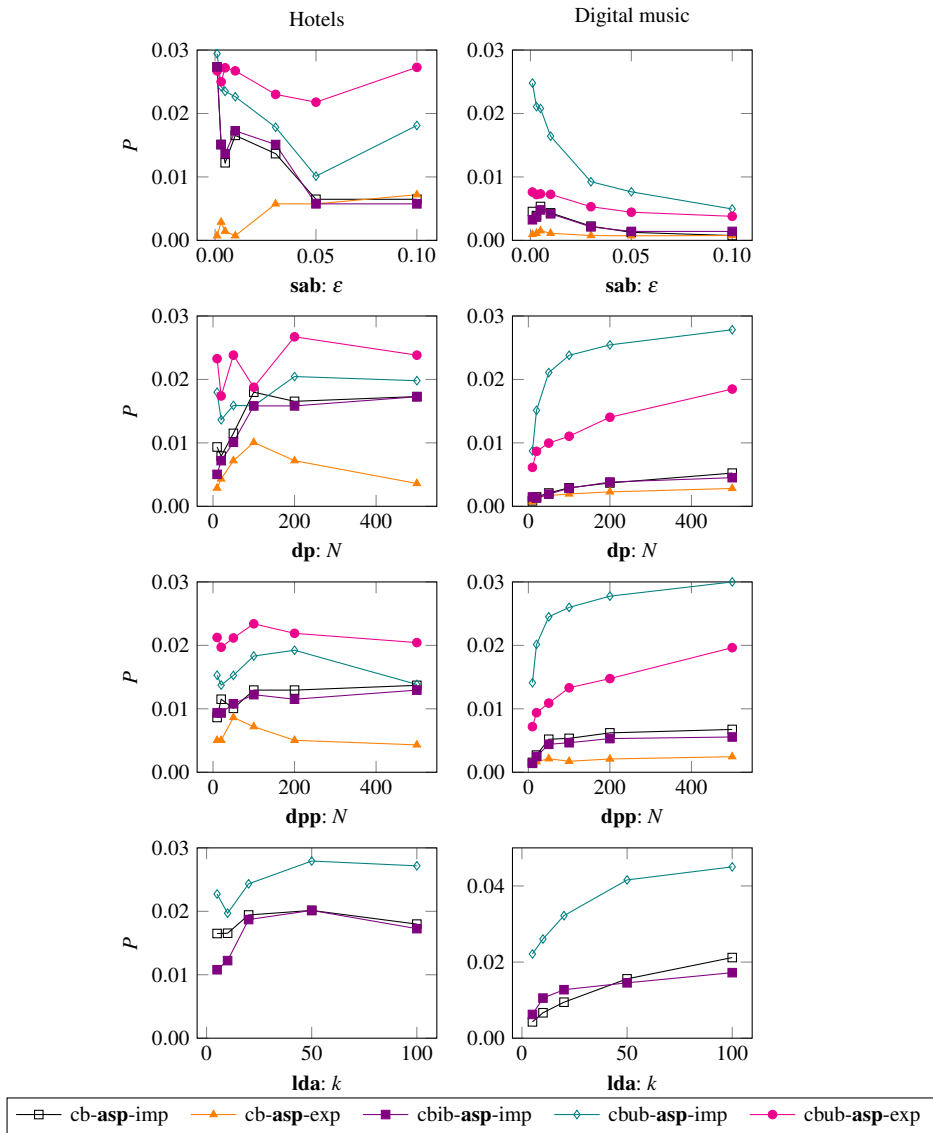 Hotels
Digital music
0.03
0.02
0.01
0.00
P
0.00 0.05 0.10
sab: ε
0.03
0.02
0.01
0.00
0.00 0.05 0.10
sab: ε
0.03
0.02
0.01
0.00
P
0 200 400
dp: N
0.03
0.02
0.01
0.00
0 200 400
dp: N
0.03
0.02
0.01
0.00
P
0 200 400
dpp: N
0.03
0.02
0.01
0.00
0 200 400
dpp: N
0.03
0.02
0.01
0.00
P
0 50 100
lda: k
0.04
0.02
0.00
0 50 100
lda: k
cb-asp-imp cb-asp-exp cbib-asp-imp cbub-asp-imp cbub-asp-exp